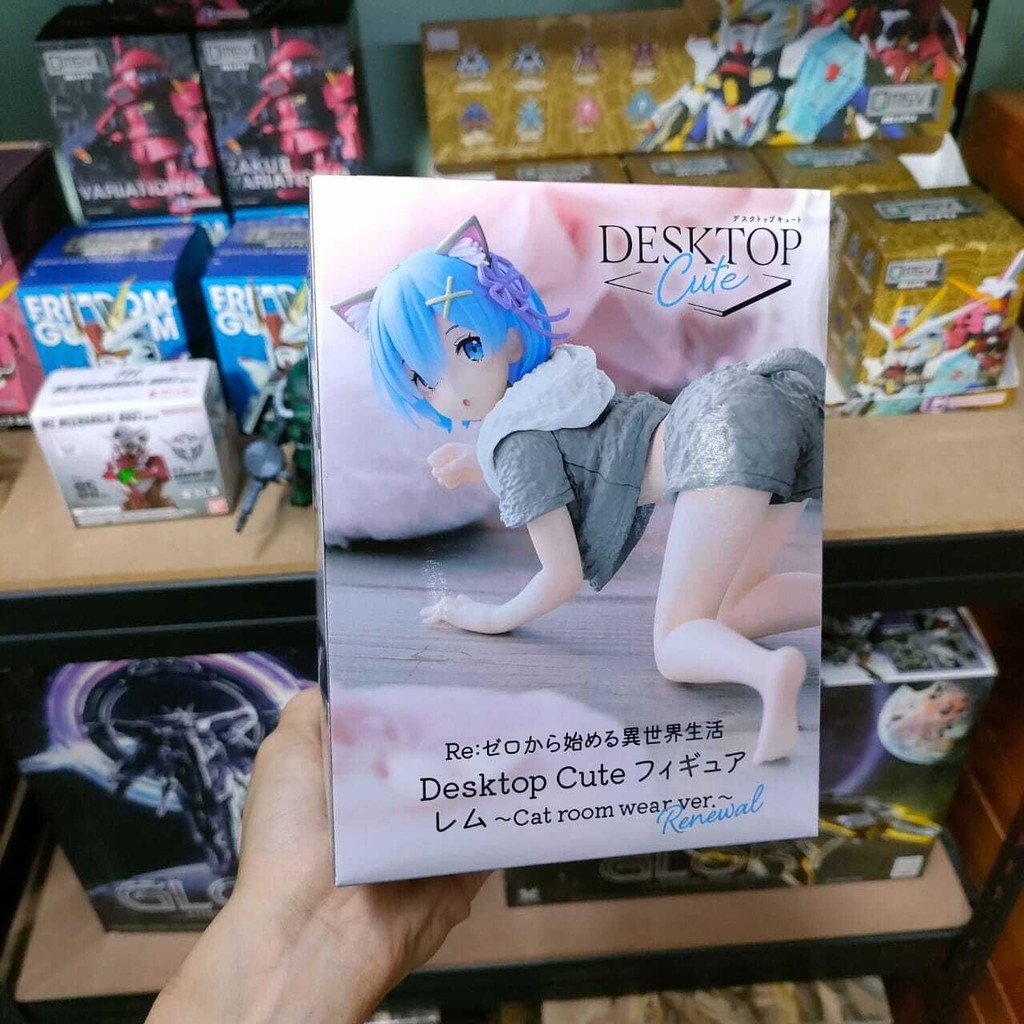 VARIATION
ZAKU II
VARIATION
FREEDOM
GUNDAM
デスクトップキュート
DESKTOP
Cute
Re:ゼロから始める異世界生活
Desktop Cute フィギュア
レム ~Cat room wear ver.~
Renewal
GLORY